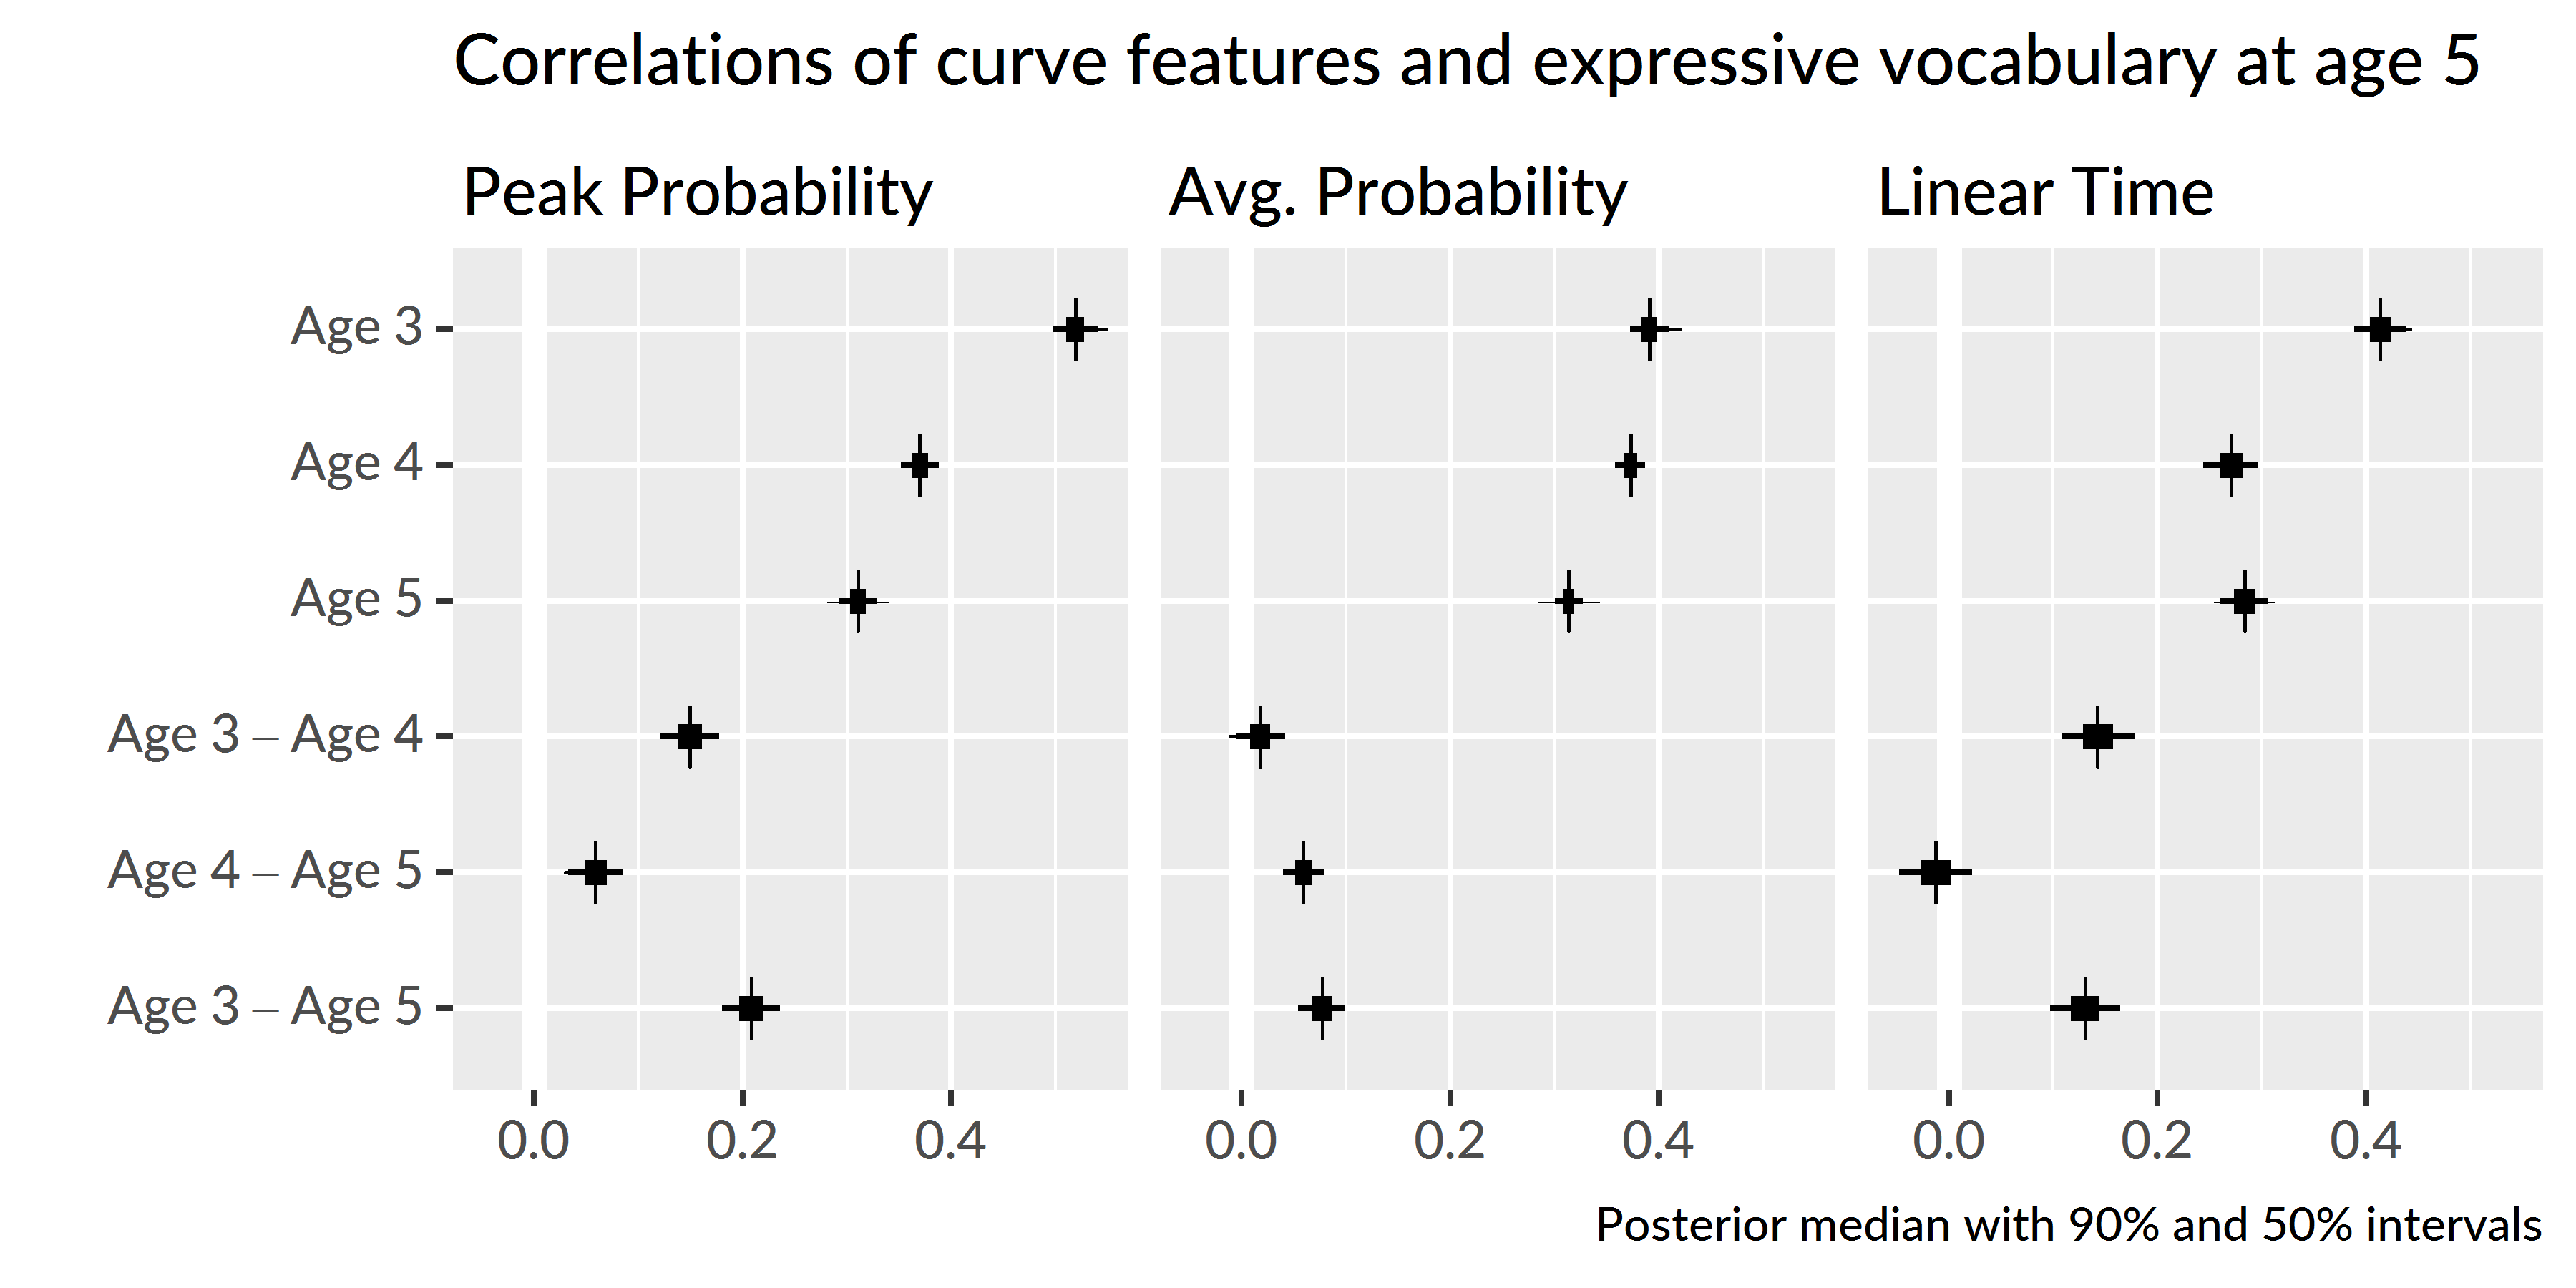 Correlations of curve features and expressive vocabulary at age 5
Peak Probability
Avg. Probability
Linear Time
Age 3
Age 4
Age 5
Age 3 – Age 4
Age 4 – Age 5
Age 3 – Age 5
0.0 0.2 0.4
0.0 0.2 0.4
0.0 0.2 0.4
Posterior median with 90% and 50% intervals